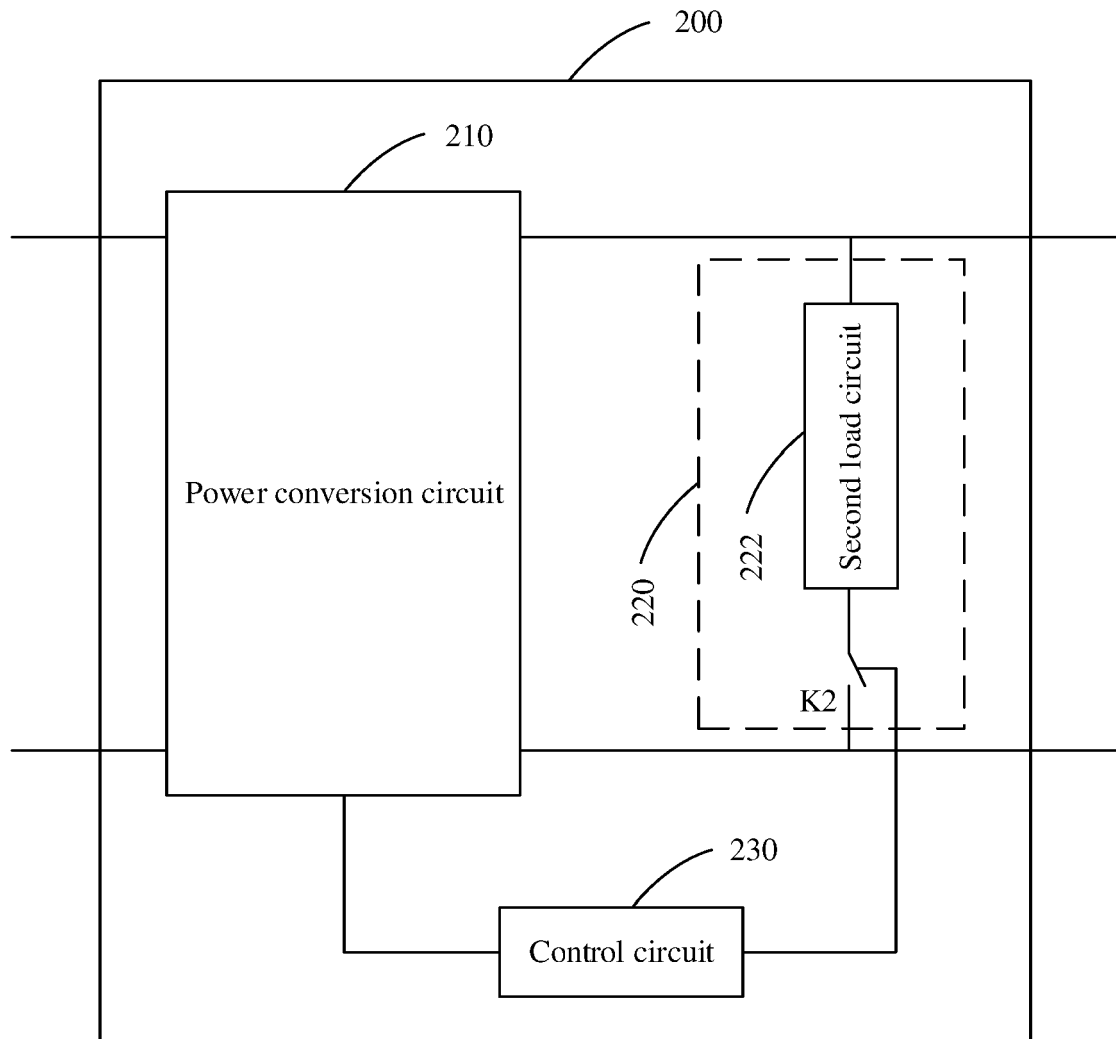 200
210
Power conversion circuit
Second load circuit
222
220
K2
230
Control circuit